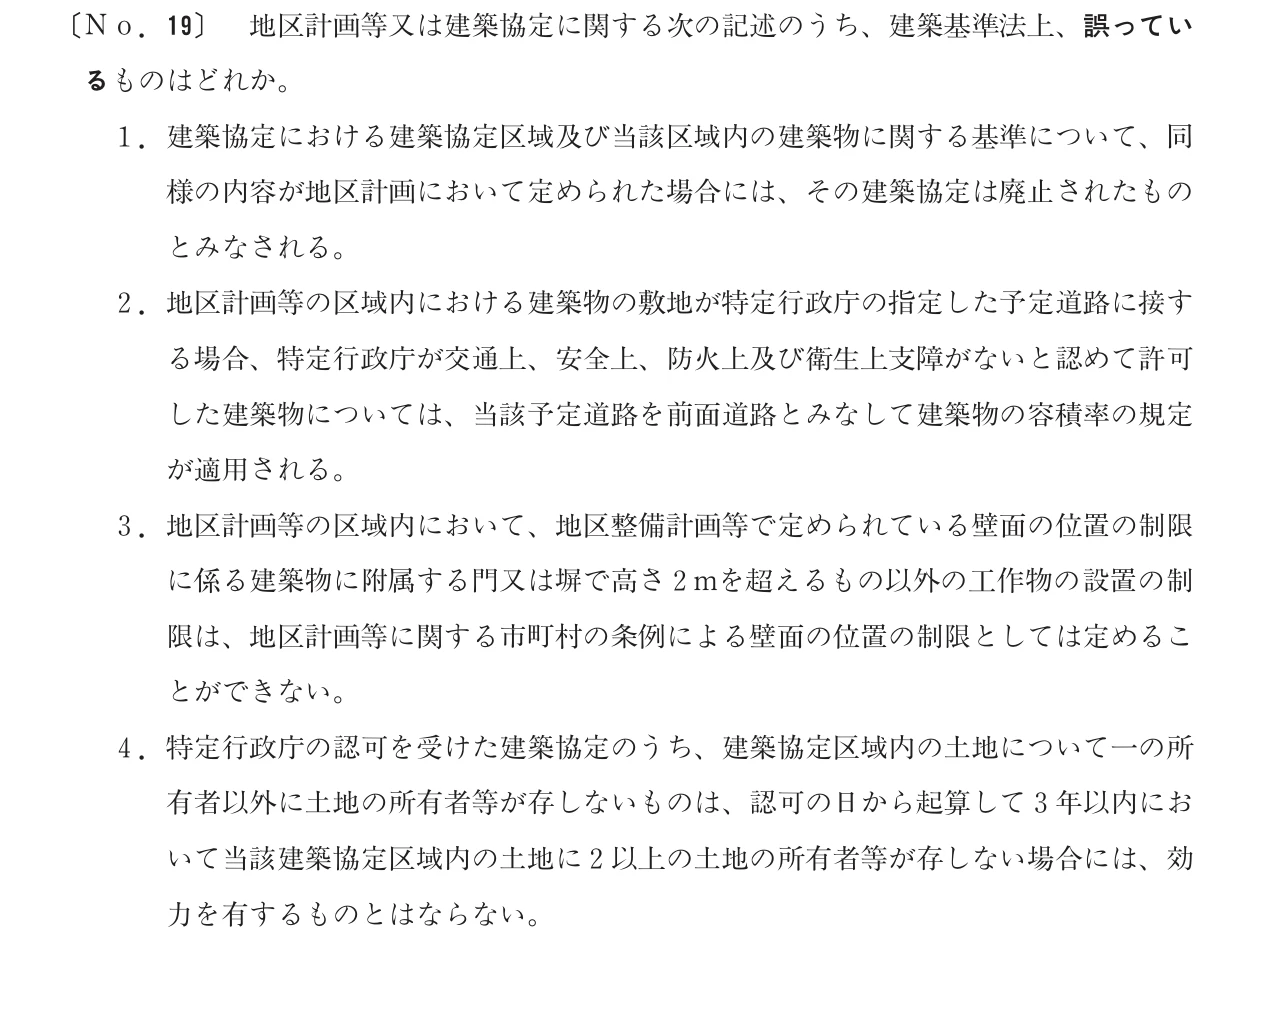 〔Ｎｏ．19〕　地区計画等又は建築協定に関する次の記述のうち、建築基準法上、誤ってい
るものはどれか。
１．建築協定における建築協定区域及び当該区域内の建築物に関する基準について、同
様の内容が地区計画において定められた場合には、その建築協定は廃止されたもの
とみなされる。
２．地区計画等の区域内における建築物の敷地が特定行政庁の指定した予定道路に接す
る場合、特定行政庁が交通上、安全上、防火上及び衛生上支障がないと認めて許可
した建築物については、当該予定道路を前面道路とみなして建築物の容積率の規定
が適用される。
３．地区計画等の区域内において、地区整備計画等で定められている壁面の位置の制限
に係る建築物に附属する門又は塀で高さ２ｍを超えるもの以外の工作物の設置の制
限は、地区計画等に関する市町村の条例による壁面の位置の制限としては定めるこ
とができない。
４．特定行政庁の認可を受けた建築協定のうち、建築協定区域内の土地について一の所
有者以外に土地の所有者等が存しないものは、認可の日から起算して３年以内にお
いて当該建築協定区域内の土地に２以上の土地の所有者等が存しない場合には、効
力を有するものとはならない。